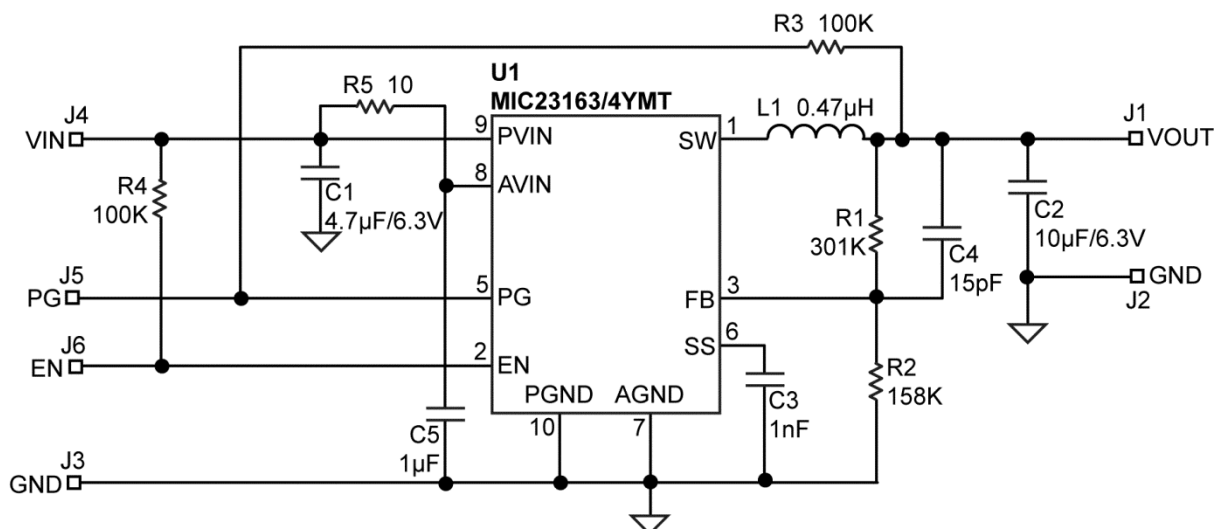 R3 100K
U1
MIC23163/4YMT
R5 10
L1 0.47µH
J4
VIN
J1
VOUT
9 PVIN
SW 1
8 AVIN
R4
100K
C1
4.7µF/6.3V
R1
301K
C4
15pF
C2
10µF/6.3V
GND
J2
J5
PG
5 PG
FB 3
SS 6
J6
EN
2 EN
R2
158K
PGND
10
AGND
7
C3
1nF
C5
1µF
J3
GND